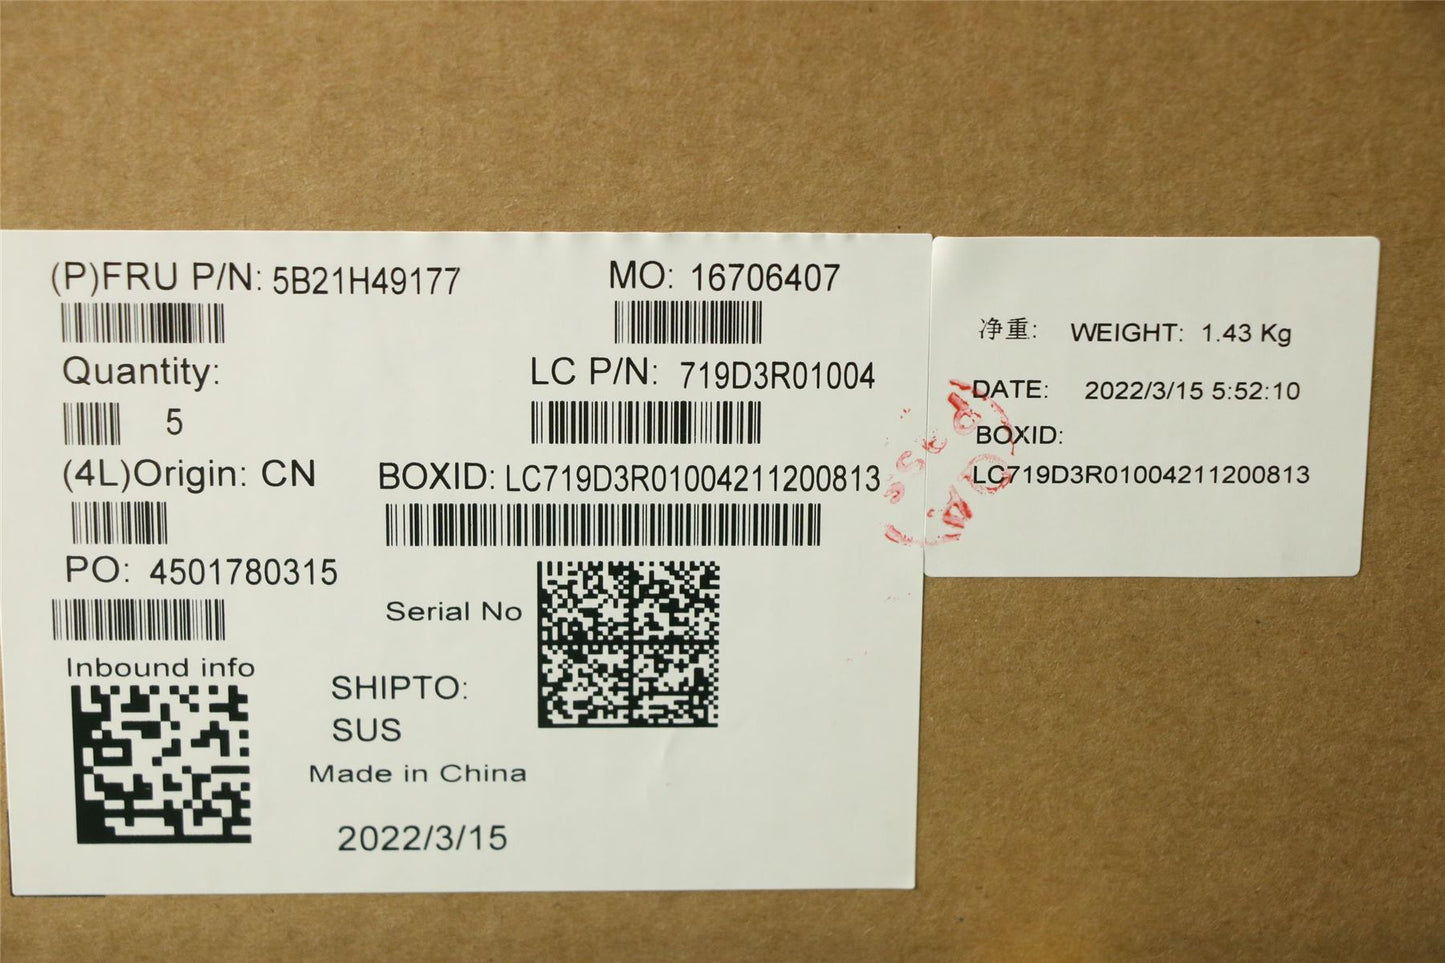 (P)FRU P/N: 5B21H49177
MO: 16706407
Quantity:
5
LC P/N: 719D3R01004
(4L)Origin: CN
BOXID: LC719D3R01004211200813
PO: 4501780315
Serial No
Inbound info
SHIPTO:
SUS
Made in China
2022/3/15
净重: WEIGHT: 1.43 Kg
DATE: 2022/3/15 5:52:10
BOXID:
LC719D3R01004211200813